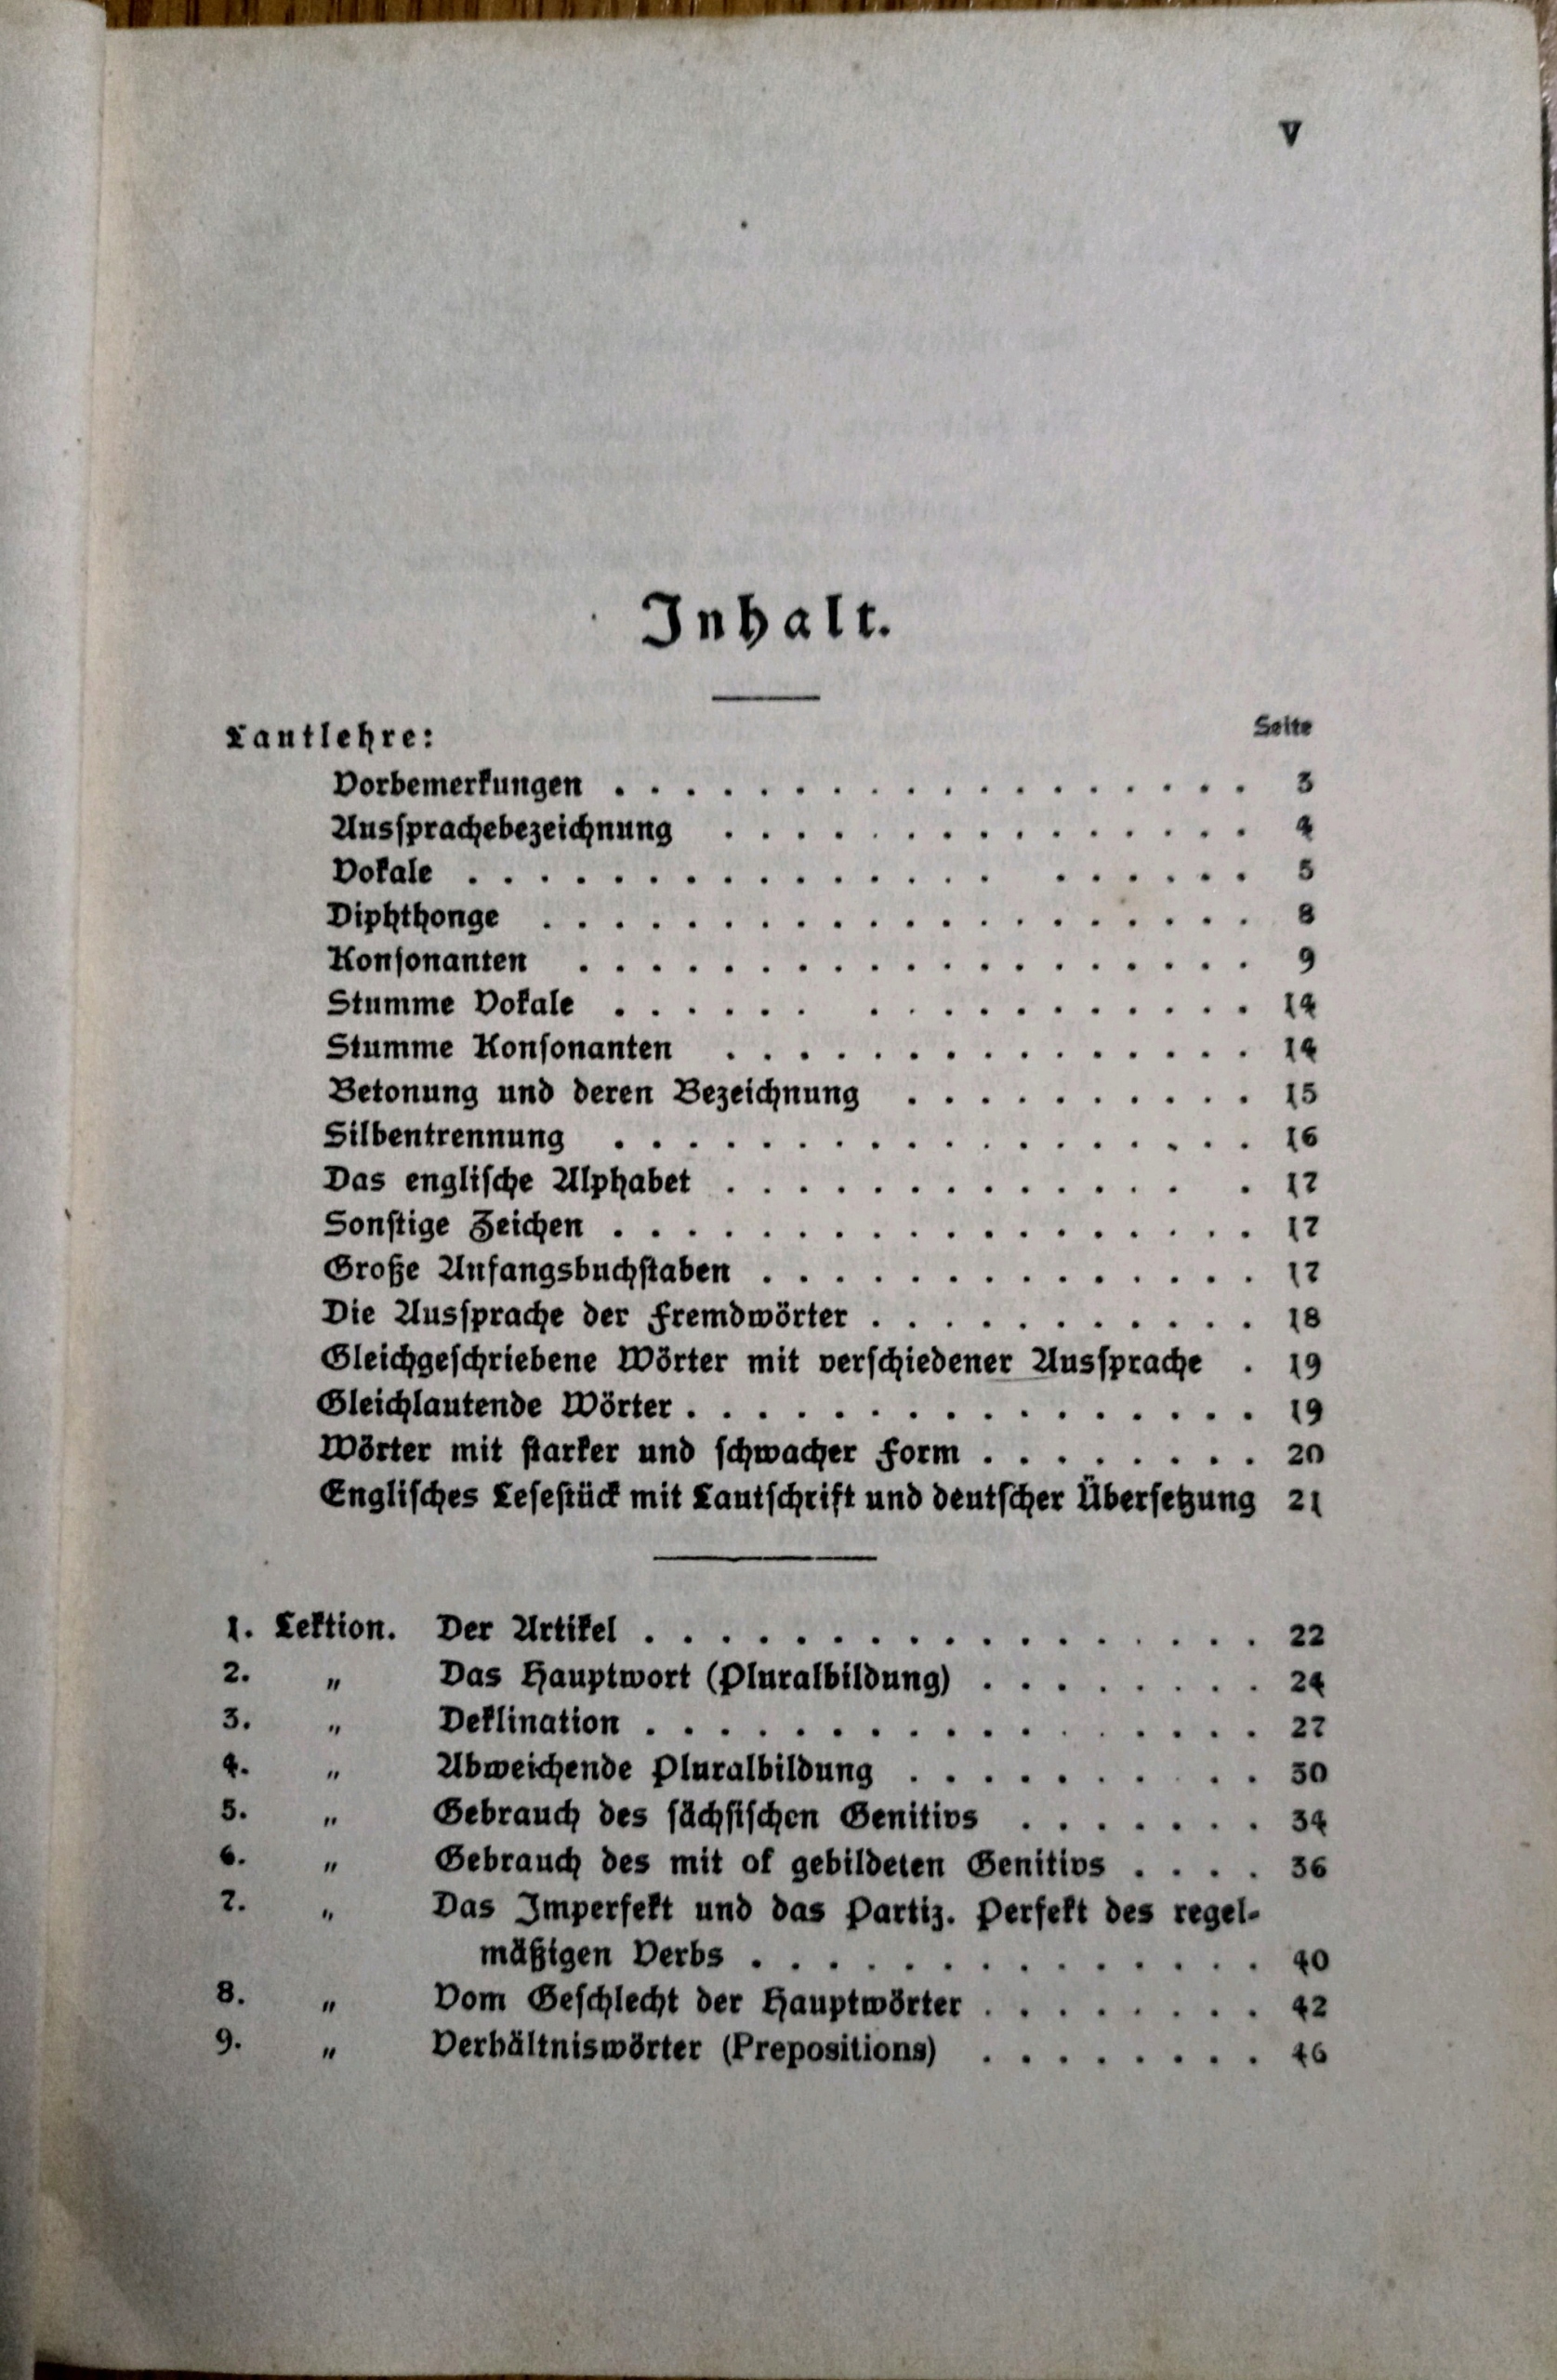 V
Inhalt.
Seite
Lautlehre:
Vorbemerkungen . . . . . . . . . . . . . . . . . . 3
Aussprachebezeichnung . . . . . . . . . . . . . . . 4
Vokale . . . . . . . . . . . . . . . . . . . . . 5
Diphthonge . . . . . . . . . . . . . . . . . . . . 8
Konsonanten . . . . . . . . . . . . . . . . . . . 9
Stumme Vokale . . . . . . . . . . . . . . . . . 14
Stumme Konsonanten . . . . . . . . . . . . . . . 14
Betonung und deren Bezeichnung . . . . . . . . . . 15
Silbentrennung . . . . . . . . . . . . . . . . . . 16
Das englische Alphabet . . . . . . . . . . . . . . 17
Sonstige Zeichen . . . . . . . . . . . . . . . . . . 17
Große Anfangsbuchstaben . . . . . . . . . . . . . . 17
Die Aussprache der Fremdwörter . . . . . . . . . . . 18
Gleichgeschriebene Wörter mit verschiedener Aussprache . 19
Gleichlautende Wörter . . . . . . . . . . . . . . . . 19
Wörter mit starker und schwacher Form . . . . . . . . 20
Englisches Lesestück mit Lautschrift und deutscher Übersetzung 21
1. Lektion. Der Artikel . . . . . . . . . . . . . . . . . 22
2. „ Das Hauptwort (Pluralbildung) . . . . . . . . 24
3. „ Deklination . . . . . . . . . . . . . . . . . 27
4. „ Abweichende Pluralbildung . . . . . . . . . . 30
5. „ Gebrauch des sächsischen Genitivs . . . . . . . 34
6. „ Gebrauch des mit of gebildeten Genitivs . . . . 36
7. „ Das Imperfekt und das Partiz. Perfekt des regel-
mäßigen Verbs . . . . . . . . . . . . . . 40
8. „ Vom Geschlecht der Hauptwörter . . . . . . . . 42
9. „ Verhältniswörter (Prepositions) . . . . . . . . 46